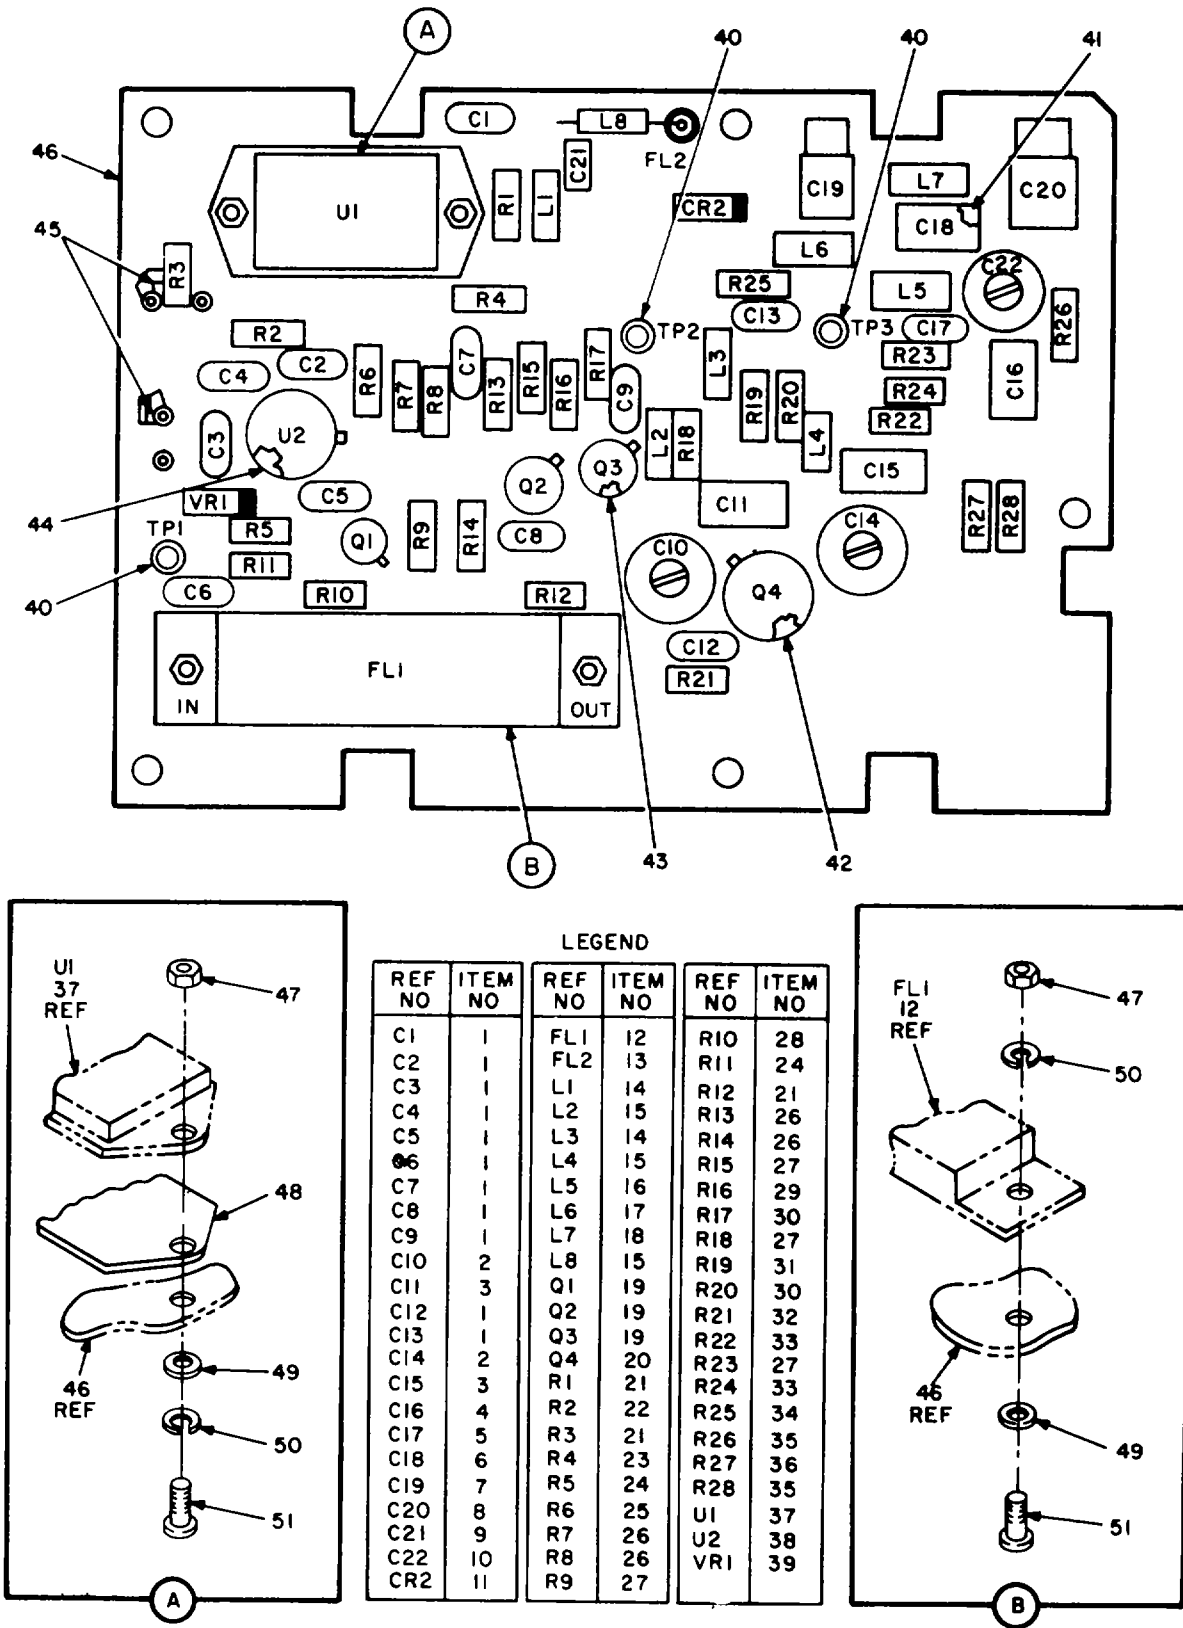 A
40
40
41
C1
L8
46
FL2
C21
C19
L7
C20
U1
R1
L1
CR2
C18
45
R3
L6
C22
R4
R25
L5
C13
R2
TP2
TP3
C17
R26
C2
C7
R17
L3
R23
C4
R6
R7
R8
R13
R15
R16
C9
R19
R20
R24
C16
C3
U2
L2
R18
L4
R22
Q3
C15
Q2
44
VR1
C5
C11
R27
R28
TP1
R5
Q1
R9
R14
C8
C14
R11
C10
40
C6
R10
R12
Q4
C12
FL1
R21
IN
OUT
B
43
42
U1
37
REF
47
48
46
REF
49
50
51
A
LEGEND
REF NO ITEM NO REF NO ITEM NO REF NO ITEM NO
C1 1 FL1 12 R10 28
C2 1 FL2 13 R11 24
C3 1 L1 14 R12 21
C4 1 L2 15 R13 26
C5 1 L3 14 R14 26
6 1 L4 15 R15 27
C7 1 L5 16 R16 29
C8 1 L6 17 R17 30
C9 1 L7 18 R18 27
C10 2 L8 15 R19 31
C11 3 Q1 19 R20 30
C12 1 Q2 19 R21 32
C13 1 Q3 19 R22 33
C14 2 Q4 20 R23 27
C15 3 R1 21 R24 33
C16 4 R2 22 R25 34
C17 5 R3 21 R26 35
C18 6 R4 23 R27 36
C19 7 R5 24 R28 35
C20 8 R6 25 U1 37
C21 9 R7 26 U2 38
C22 10 R8 26 VR1 39
CR2 11 R9 27
FL1
12
REF
47
50
46
REF
49
51
B